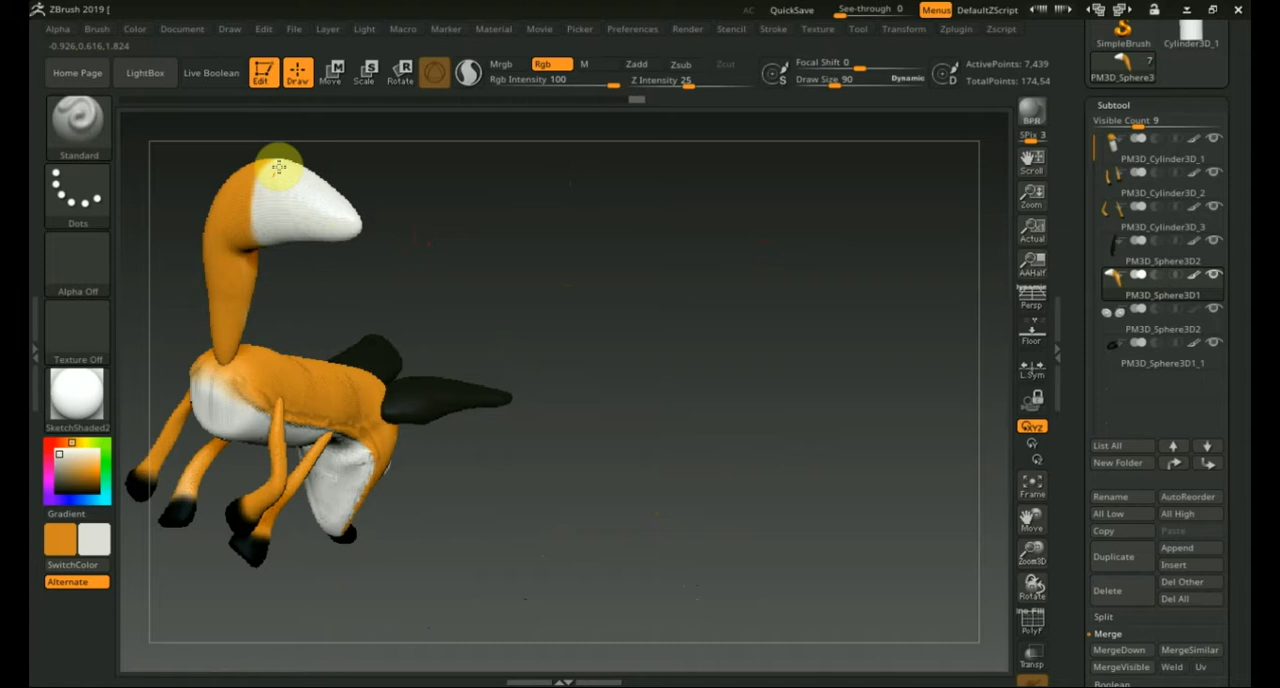 ZBrush 2019 [
AC QuickSave See-through 0 Menus DefaultZScript
Alpha Brush Color Document Draw Edit File Layer Light Macro Marker Material Movie Picker Preferences Render Stencil Stroke Texture Tool Transform Zplugin Zscript
-0.926,0.616,1.824
Home Page LightBox Live Boolean Edit Draw Move Scale Rotate
Mrgb Rgb M Zadd Zsub Zcut
Rgb Intensity 100 Z Intensity 25
Focal Shift 0
Draw Size 90 Dynamic
ActivePoints: 7,439
TotalPoints: 174,54
S D
Standard
Dots
Alpha Off
Texture Off
SketchShaded2
Gradient
SwitchColor
Alternate
BPR
SPix 3
Scroll
Zoom
Actual
AAHalf
Dynamic
Persp
Floor
L.Sym
XYZ
Frame
Move
Zoom3D
Rotate
PolyF
Transp
SimpleBrush Cylinder3D_1
7
PM3D_Sphere3
Subtool
Visible Count 9
PM3D_Cylinder3D_1
PM3D_Cylinder3D_2
PM3D_Cylinder3D_3
PM3D_Sphere3D2
PM3D_Sphere3D1
PM3D_Sphere3D2
PM3D_Sphere3D1_1
List All
New Folder
Rename AutoReorder
All Low All High
Copy Paste
Duplicate Append
Insert
Delete Del Other
Del All
Split
Merge
MergeDown MergeSimilar
MergeVisible Weld Uv
Boolean